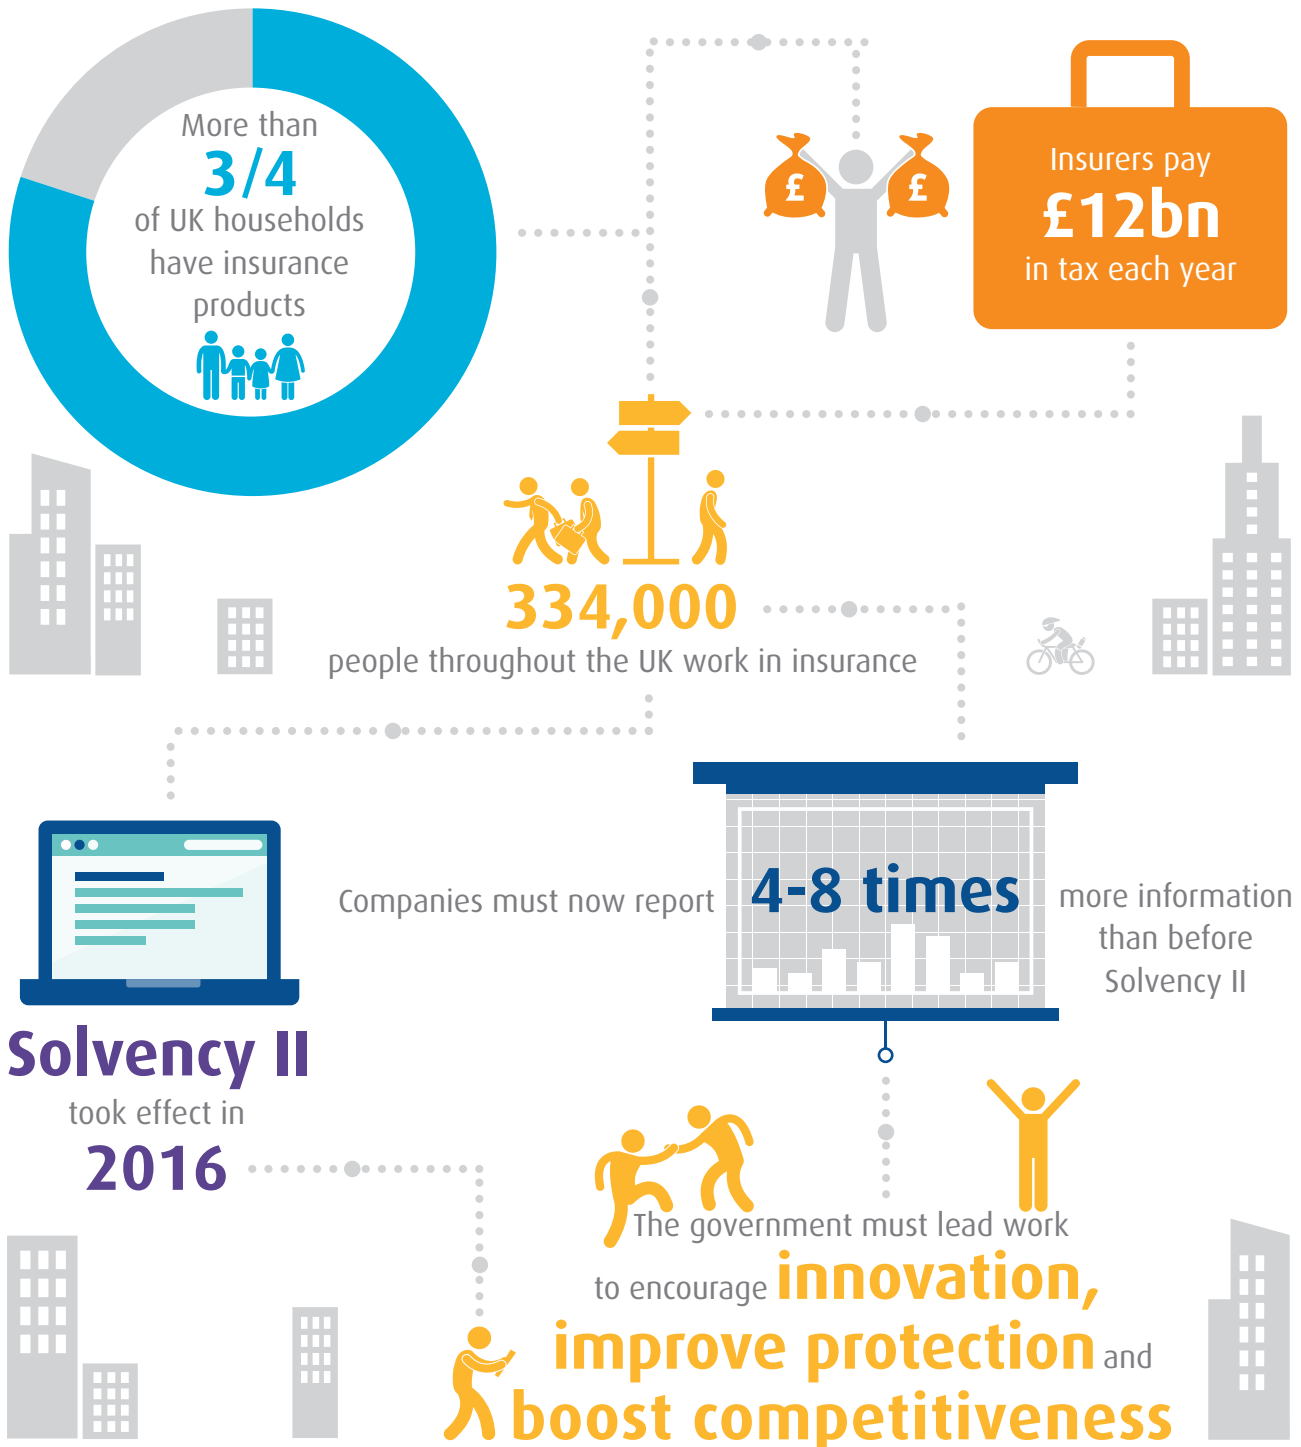 More than
3/4
of UK households
have insurance
products
£
£
Insurers pay
£12bn
in tax each year
334,000
people throughout the UK work in insurance
Companies must now report
4-8 times
more information
than before
Solvency II
Solvency II
took effect in
2016
The government must lead work
to encourage innovation,
improve protection and
boost competitiveness